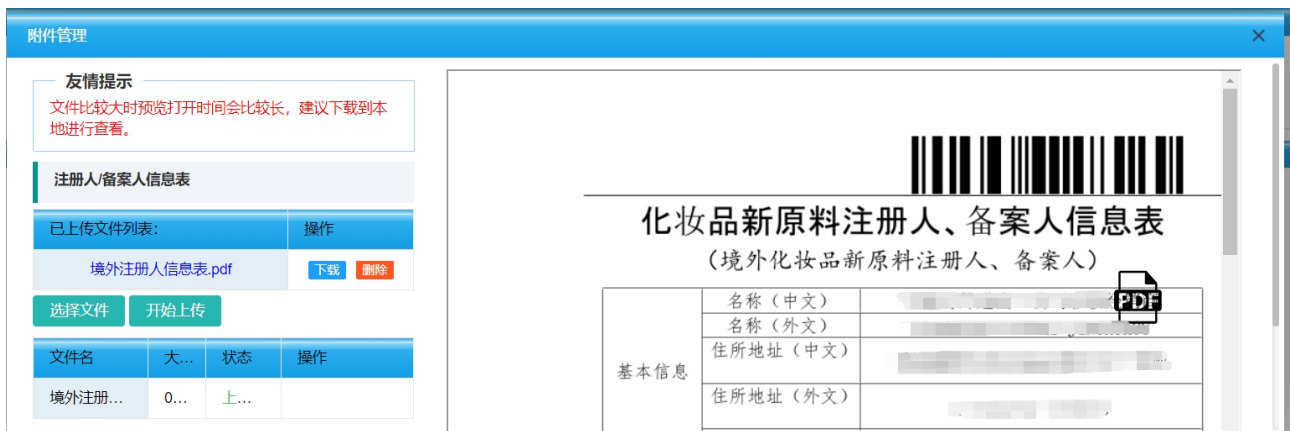 附件管理
友情提示
文件比较大时预览打开时间会比较长，建议下载到本
地进行查看。
注册人/备案人信息表
已上传文件列表： 操作
境外注册人信息表.pdf 下载 删除
选择文件 开始上传
文件名 大... 状态 操作
境外注册... 0... 上...
化妆品新原料注册人、备案人信息表
（境外化妆品新原料注册人、备案人）
PDF
基本信息
名称（中文）
名称（外文）
住所地址（中文）
住所地址（外文）